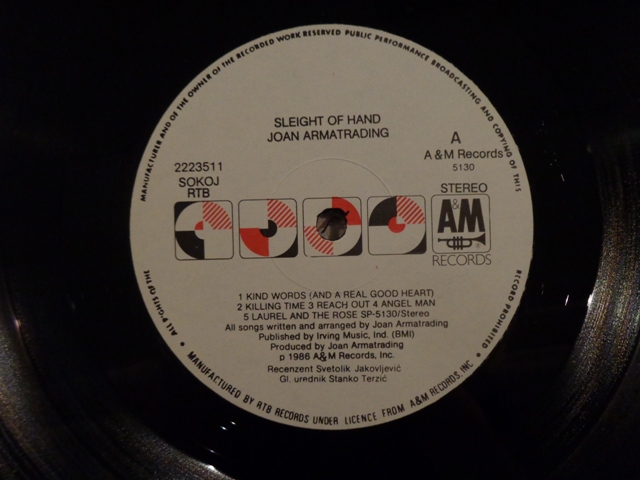 MANUFACTURER AND OF THE OWNER OF THE RECORDED WORK RESERVED PUBLIC PERFORMANCE BROADCASTING AND COPYING OF THIS
SLEIGHT OF HAND
JOAN ARMATRADING
A
A&M Records
5130
2223511
SOKOJ
RTB
STEREO
A&M
®
RECORDS
1 KIND WORDS (AND A REAL GOOD HEART)
2 KILLING TIME 3 REACH OUT 4 ANGEL MAN
5 LAUREL AND THE ROSE SP-5130/Stereo
All songs written and arranged by Joan Armatrading
Published by Irving Music, Ind. (BMI)
Produced by Joan Armatrading
p 1986 A&M Records, Inc.
Recenzent Svetolik Jakovljević
Gl. urednik Stanko Terzić
RECORD PROHIBITED
ALL RIGHTS OF THE
• MANUFACTURED BY RTB RECORDS UNDER LICENCE FROM A&M RECORDS, INC •